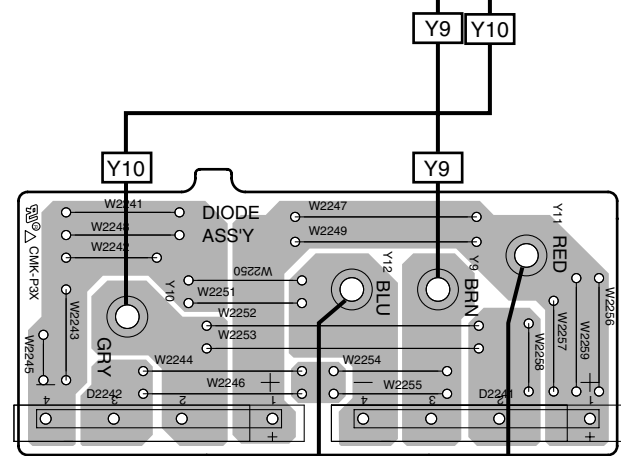 Y9 Y10
Y10 Y9
W2241 DIODE W2247
W2248 ASS'Y W2249
W2242
CMK-P3X
Y11
RED
Y12
BLU
Y9
BRN
Y10
GRY
W2250
W2251
W2252
W2253
W2243
W2245
W2244
W2246
W2254
W2255
W2256
W2257
W2258
W2259
D2242
D2241
4 3 2 1
4 3 2 1
+ +
− + − +